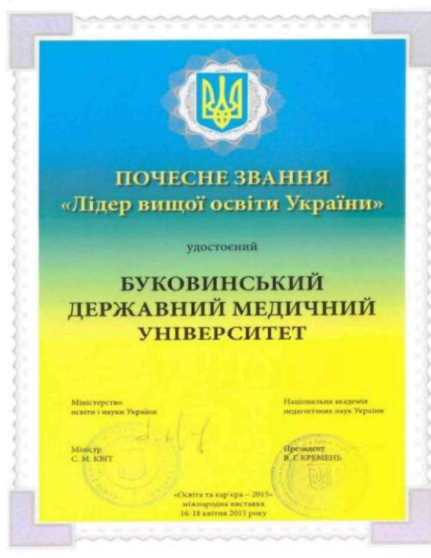 ПОЧЕСНЕ ЗВАННЯ
«Лідер вищої освіти України»
удостоєний
БУКОВИНСЬКИЙ
ДЕРЖАВНИЙ МЕДИЧНИЙ
УНІВЕРСИТЕТ
Міністерство
освіти і науки України
Національна академія
педагогічних наук України
Міністр
С. М. КВІТ
Президент
В. Г. КРЕМЕНЬ
«Освіта та кар'єра – 2015»
міжнародна виставка
16-18 квітня 2015 року